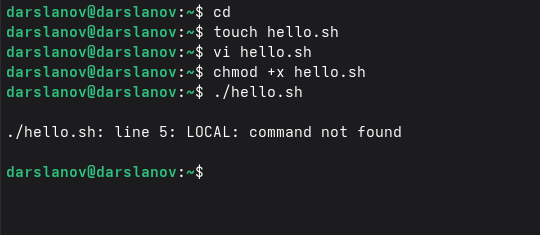 darslanov@darslanov:~$ cd
darslanov@darslanov:~$ touch hello.sh
darslanov@darslanov:~$ vi hello.sh
darslanov@darslanov:~$ chmod +x hello.sh
darslanov@darslanov:~$ ./hello.sh
./hello.sh: line 5: LOCAL: command not found
darslanov@darslanov:~$